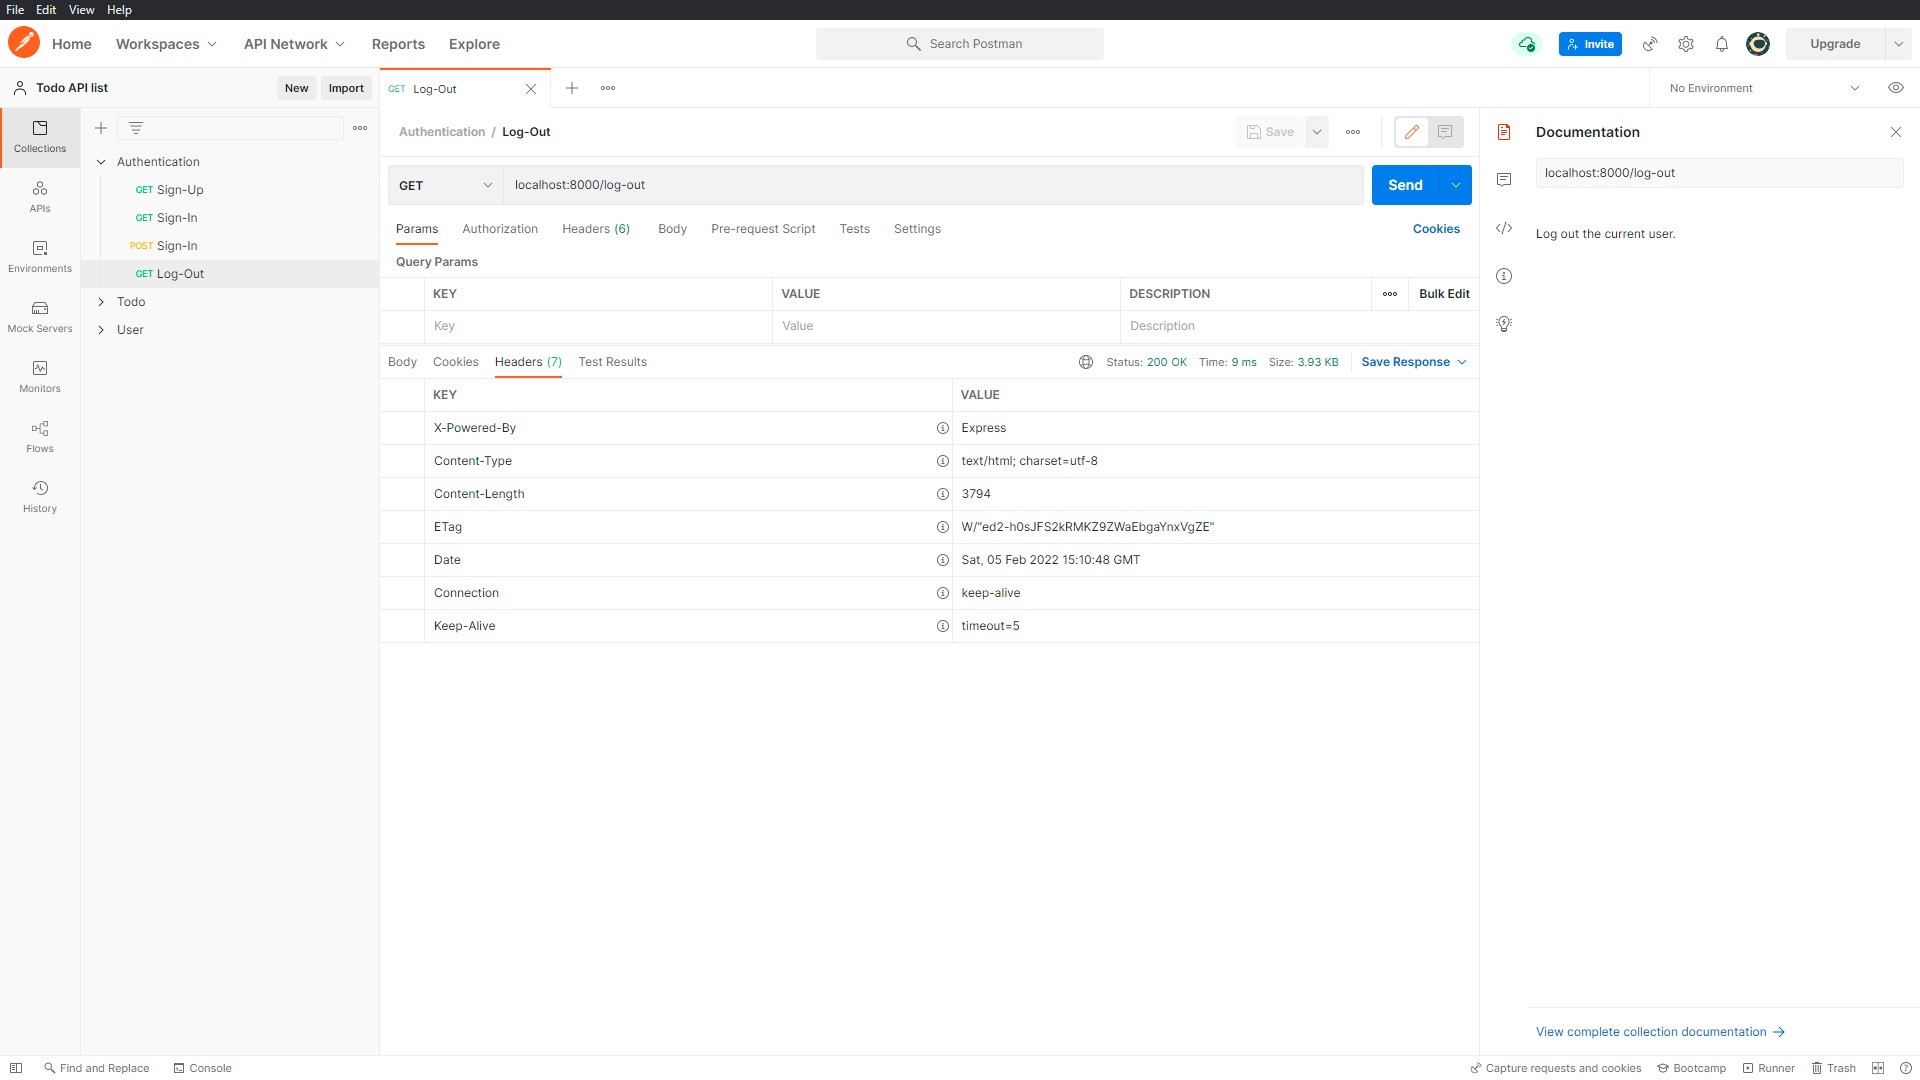 File Edit View Help
Home Workspaces API Network Reports Explore Search Postman Invite Upgrade
Todo API list New Import GET Log-Out No Environment
Collections
APIs
Environments
Mock Servers
Monitors
Flows
History
Authentication
GET Sign-Up
GET Sign-In
POST Sign-In
GET Log-Out
Todo
User
Authentication / Log-Out Save
GET localhost:8000/log-out Send
Params Authorization Headers (6) Body Pre-request Script Tests Settings Cookies
Query Params
KEY VALUE DESCRIPTION Bulk Edit
Key Value Description
Body Cookies Headers (7) Test Results Status: 200 OK Time: 9 ms Size: 3.93 KB Save Response
KEY VALUE
X-Powered-By Express
Content-Type text/html; charset=utf-8
Content-Length 3794
ETag W/"ed2-h0sJFS2kRMKZ9ZWaEbgaYnxVgZE"
Date Sat, 05 Feb 2022 15:10:48 GMT
Connection keep-alive
Keep-Alive timeout=5
Documentation
localhost:8000/log-out
Log out the current user.
View complete collection documentation →
Find and Replace Console Capture requests and cookies Bootcamp Runner Trash